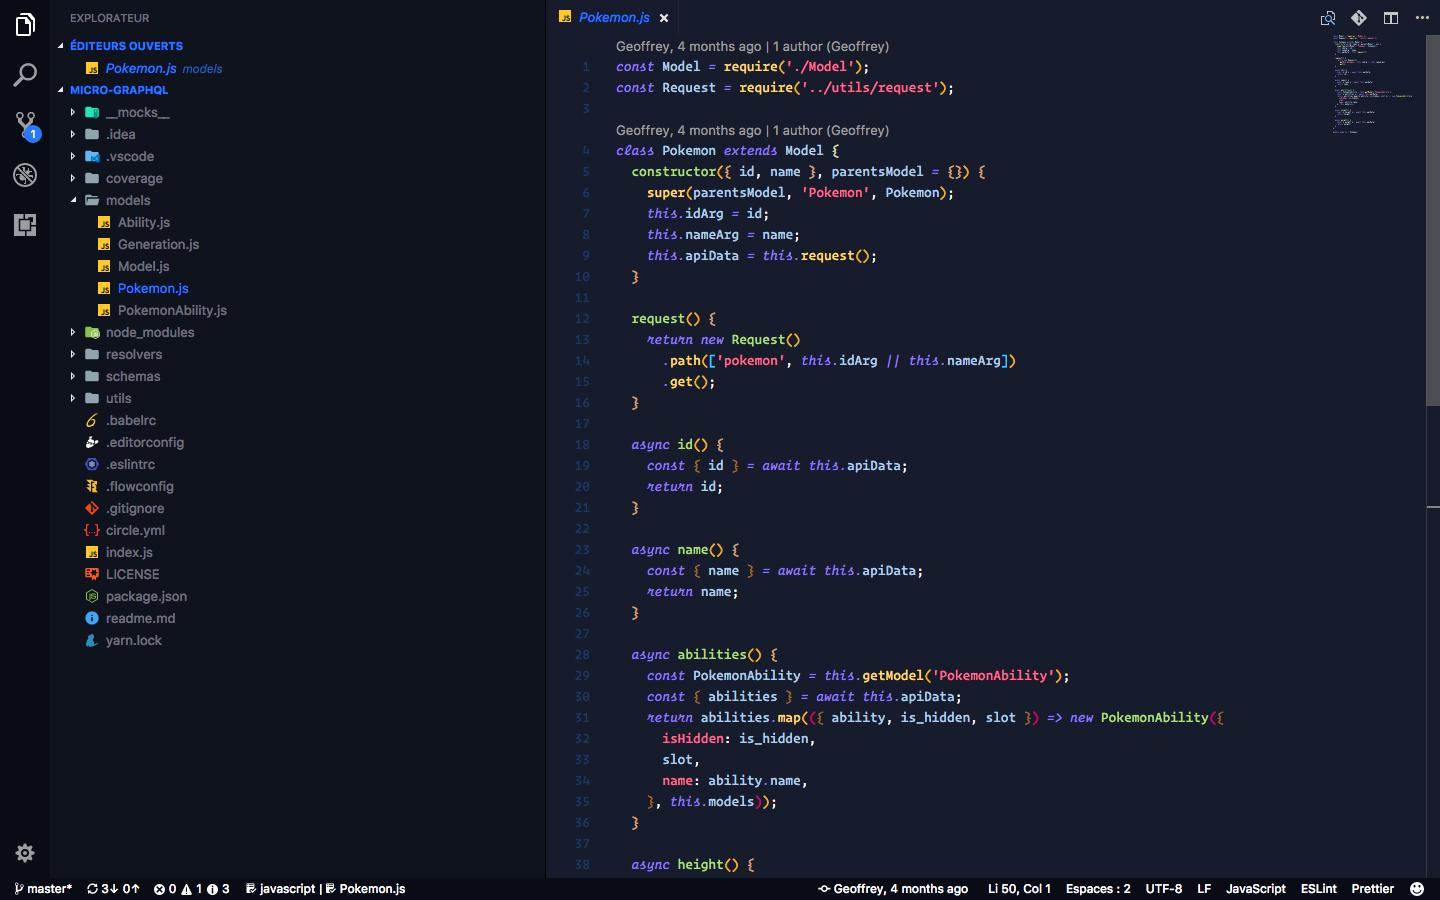 EXPLORATEUR
ÉDITEURS OUVERTS
Pokemon.js models
MICRO-GRAPHQL
__mocks__
.idea
.vscode
coverage
models
Ability.js
Generation.js
Model.js
Pokemon.js
PokemonAbility.js
node_modules
resolvers
schemas
utils
.babelrc
.editorconfig
.eslintrc
.flowconfig
.gitignore
circle.yml
index.js
LICENSE
package.json
readme.md
yarn.lock
1
Pokemon.js
Geoffrey, 4 months ago | 1 author (Geoffrey)
1 const Model = require('./Model');
2 const Request = require('../utils/request');
3
Geoffrey, 4 months ago | 1 author (Geoffrey)
4 class Pokemon extends Model {
5   constructor({ id, name }, parentsModel = {}) {
6     super(parentsModel, 'Pokemon', Pokemon);
7     this.idArg = id;
8     this.nameArg = name;
9     this.apiData = this.request();
10   }
11
12   request() {
13     return new Request()
14       .path(['pokemon', this.idArg || this.nameArg])
15       .get();
16   }
17
18   async id() {
19     const { id } = await this.apiData;
20     return id;
21   }
22
23   async name() {
24     const { name } = await this.apiData;
25     return name;
26   }
27
28   async abilities() {
29     const PokemonAbility = this.getModel('PokemonAbility');
30     const { abilities } = await this.apiData;
31     return abilities.map(({ ability, is_hidden, slot }) => new PokemonAbility({
32       isHidden: is_hidden,
33       slot,
34       name: ability.name,
35     }, this.models));
36   }
37
38   async height() {
master* 3↓ 0↑ 0 1 3 javascript | Pokemon.js Geoffrey, 4 months ago Li 50, Col 1 Espaces : 2 UTF-8 LF JavaScript ESLint Prettier